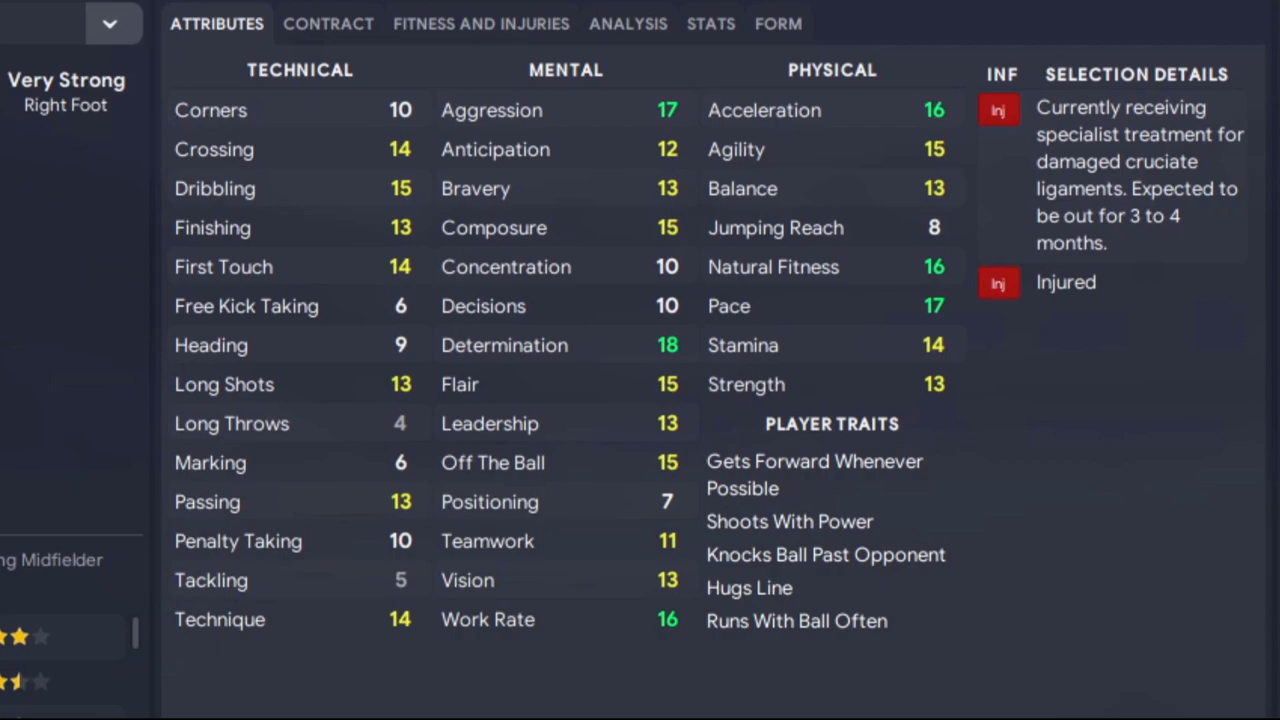 ATTRIBUTES CONTRACT FITNESS AND INJURIES ANALYSIS STATS FORM
Very Strong
Right Foot
TECHNICAL
Corners 10
Crossing 14
Dribbling 15
Finishing 13
First Touch 14
Free Kick Taking 6
Heading 9
Long Shots 13
Long Throws 4
Marking 6
Passing 13
Penalty Taking 10
Tackling 5
Technique 14
MENTAL
Aggression 17
Anticipation 12
Bravery 13
Composure 15
Concentration 10
Decisions 10
Determination 18
Flair 15
Leadership 13
Off The Ball 15
Positioning 7
Teamwork 11
Vision 13
Work Rate 16
PHYSICAL
Acceleration 16
Agility 15
Balance 13
Jumping Reach 8
Natural Fitness 16
Pace 17
Stamina 14
Strength 13
PLAYER TRAITS
Gets Forward Whenever
Possible
Shoots With Power
Knocks Ball Past Opponent
Hugs Line
Runs With Ball Often
INF SELECTION DETAILS
Inj Currently receiving
specialist treatment for
damaged cruciate
ligaments. Expected to
be out for 3 to 4
months.
Inj Injured
ng Midfielder